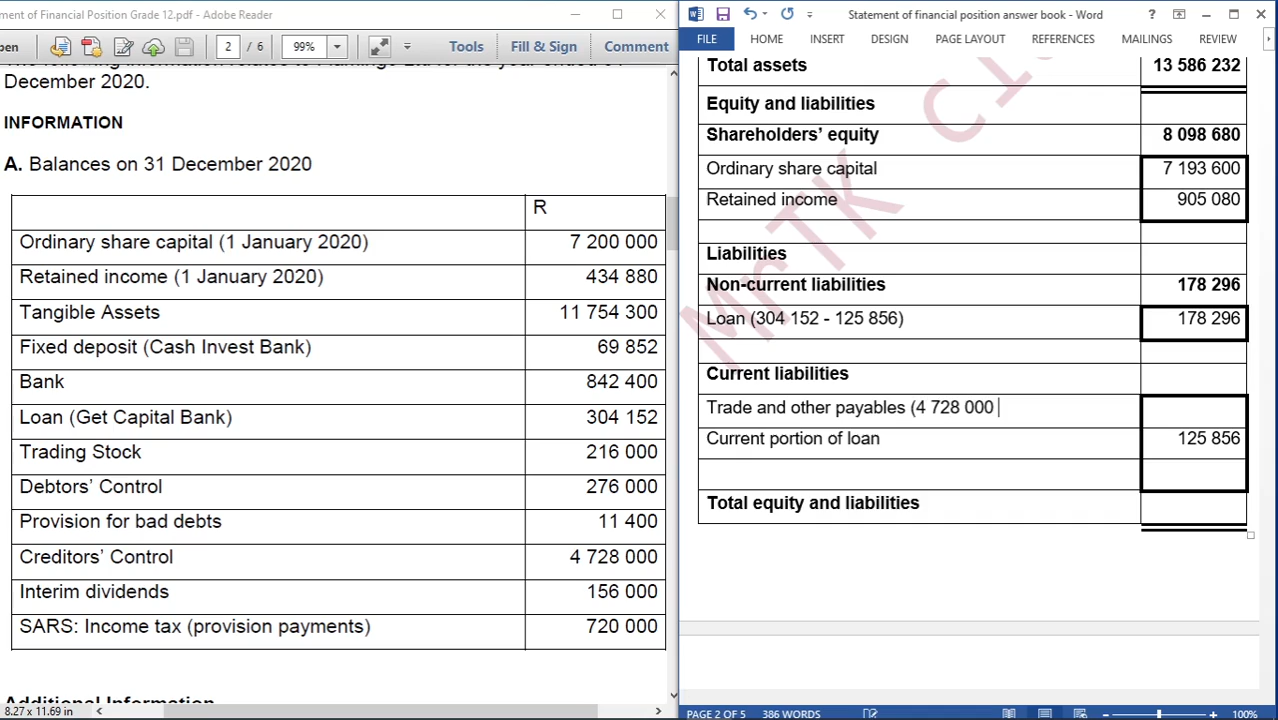 ment of Financial Position Grade 12.pdf - Adobe Reader
pen 2 / 6 99% Tools Fill & Sign Comment
December 2020.
INFORMATION
A. Balances on 31 December 2020
R
Ordinary share capital (1 January 2020) 7 200 000
Retained income (1 January 2020) 434 880
Tangible Assets 11 754 300
Fixed deposit (Cash Invest Bank) 69 852
Bank 842 400
Loan (Get Capital Bank) 304 152
Trading Stock 216 000
Debtors' Control 276 000
Provision for bad debts 11 400
Creditors' Control 4 728 000
Interim dividends 156 000
SARS: Income tax (provision payments) 720 000
Additional Information
8.27 x 11.69 in
Statement of financial position answer book - Word
FILE HOME INSERT DESIGN PAGE LAYOUT REFERENCES MAILINGS REVIEW
Total assets 13 586 232
Equity and liabilities
Shareholders' equity 8 098 680
Ordinary share capital 7 193 600
Retained income 905 080
Liabilities
Non-current liabilities 178 296
Loan (304 152 - 125 856) 178 296
Current liabilities
Trade and other payables (4 728 000
Current portion of loan 125 856
Total equity and liabilities
MrTK
PAGE 2 OF 5 386 WORDS 100%